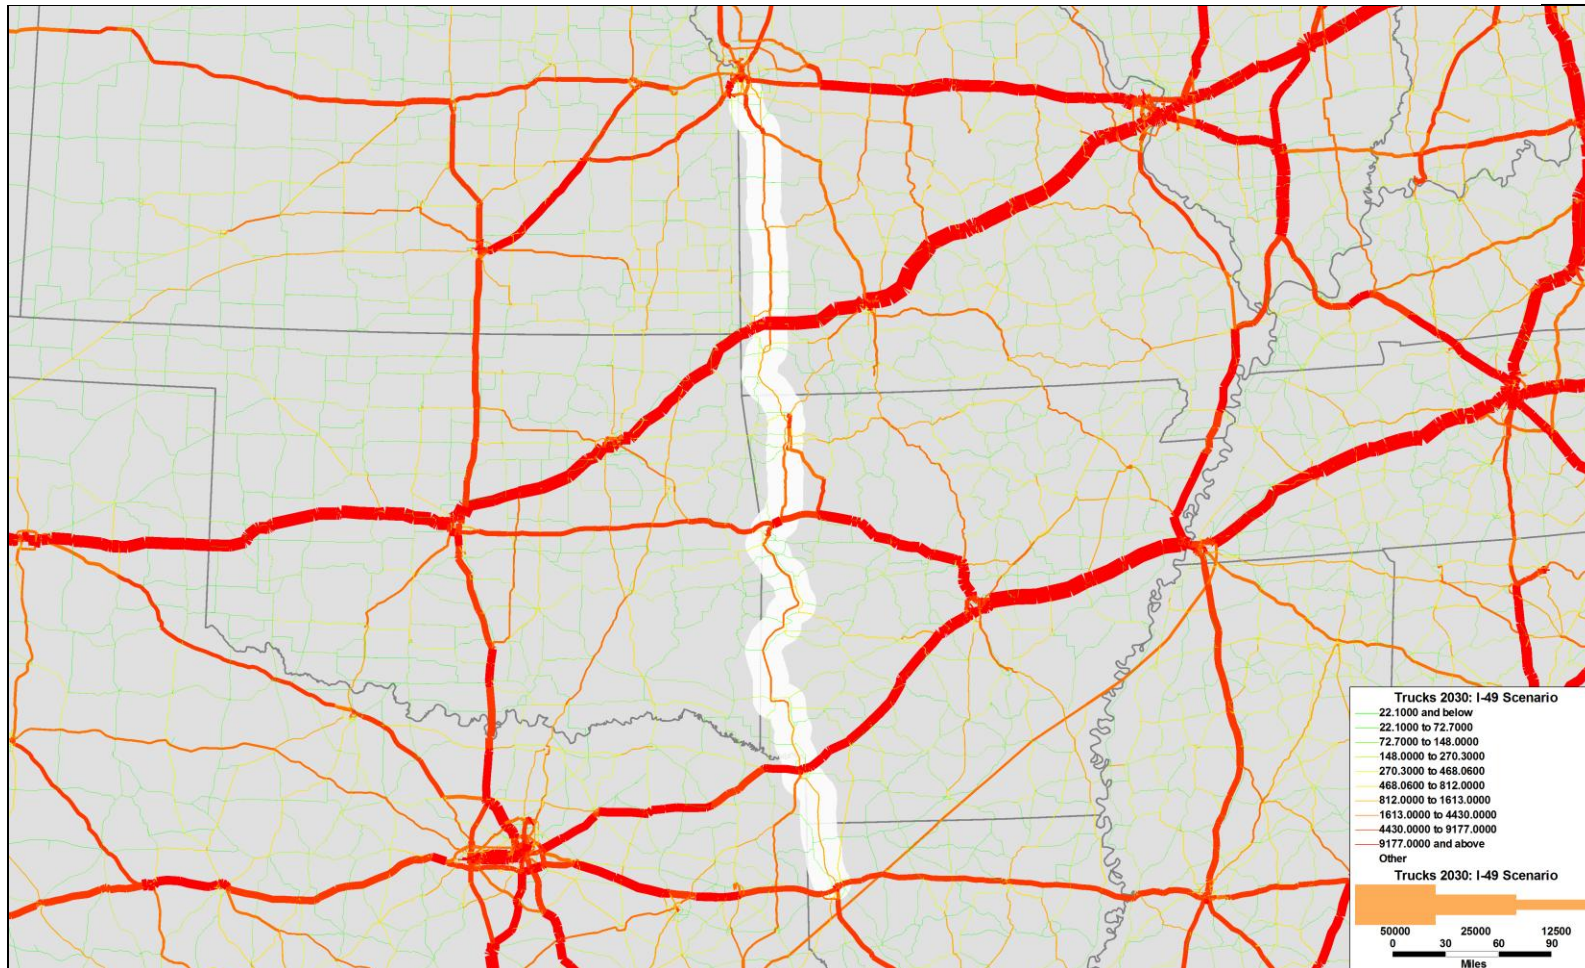 Trucks 2030: I-49 Scenario
22.1000 and below
22.1000 to 72.7000
72.7000 to 148.0000
148.0000 to 270.3000
270.3000 to 468.0600
468.0600 to 812.0000
812.0000 to 1613.0000
1613.0000 to 4430.0000
4430.0000 to 9177.0000
9177.0000 and above
Other
Trucks 2030: I-49 Scenario
50000 25000 12500
0 30 60 90
Miles